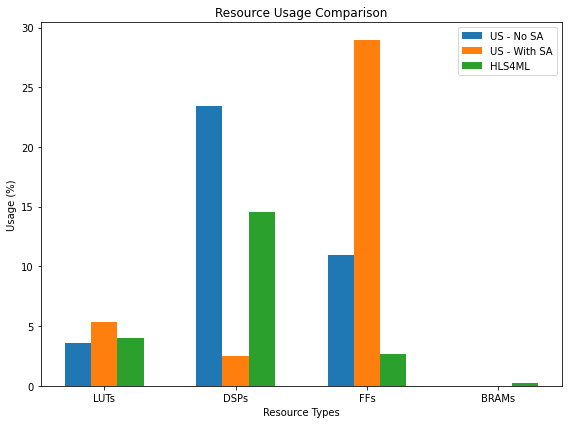 Resource Usage Comparison
US - No SA
US - With SA
HLS4ML
Usage (%)
30
25
20
15
10
5
0
LUTs
DSPs
FFs
BRAMs
Resource Types